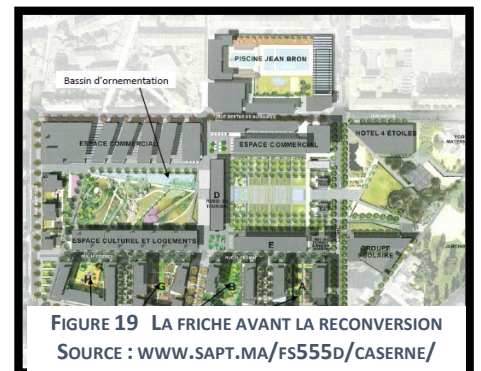 PISCINE JEAN BRON
Bassin d'ornementation
ESPACE COMMERCIAL
ESPACE COMMERCIAL
HOTEL 4 ÉTOILES
D
ESPACE CULTUREL ET LOGEMENTS
E
GROUPE
SCOLAIRE
H
G
B
A
FIGURE 19 LA FRICHE AVANT LA RECONVERSION
SOURCE : WWW.SAPT.MA/FS555D/CASERNE/